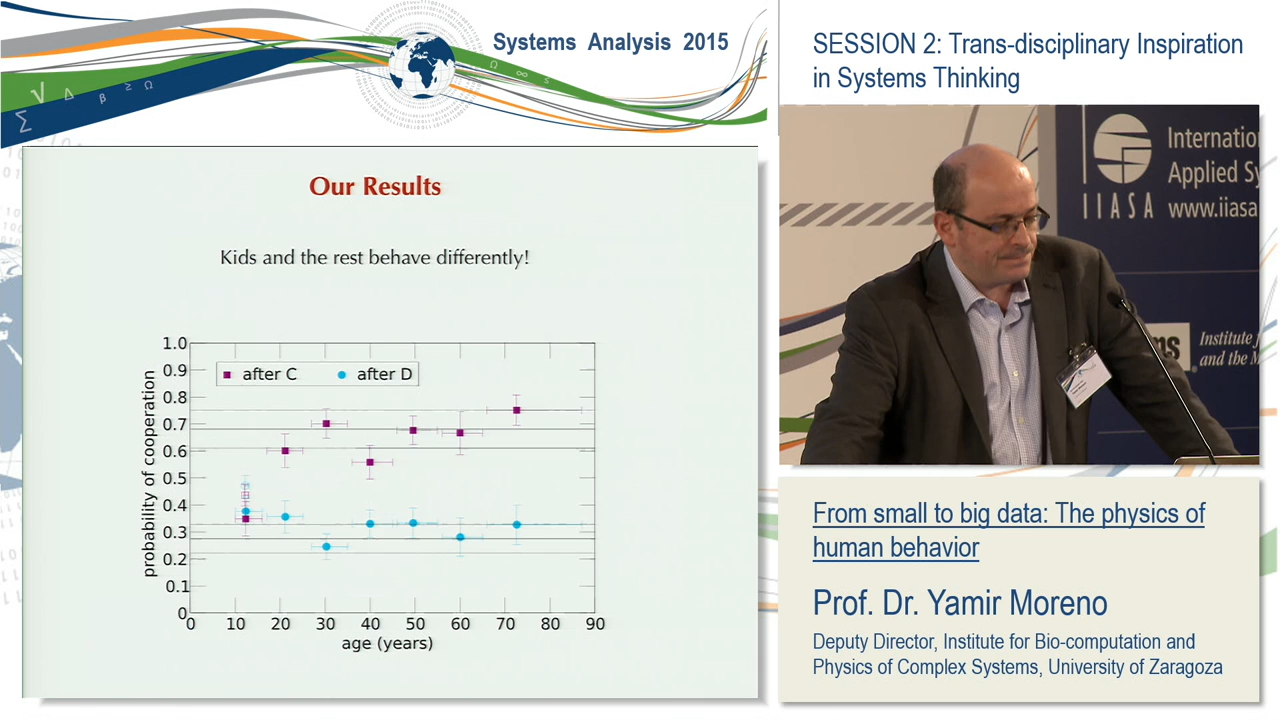 Systems Analysis 2015
SESSION 2: Trans-disciplinary Inspiration
in Systems Thinking
Our Results
Kids and the rest behave differently!
1.0
0.9
0.8
0.7
0.6
0.5
0.4
0.3
0.2
0.1
0
probability of cooperation
after C
after D
0 10 20 30 40 50 60 70 80 90
age (years)
IIASA
Internatio
Applied Sy
www.iiasa
ms
Institute
and the M
From small to big data: The physics of
human behavior
Prof. Dr. Yamir Moreno
Deputy Director, Institute for Bio-computation and
Physics of Complex Systems, University of Zaragoza